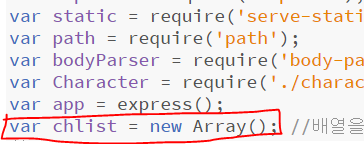 var static = require('serve-stati
var path = require('path');
var bodyParser = require('body-pa
var Character = require('./charac
var app = express();
var chlist = new Array(); //배열을